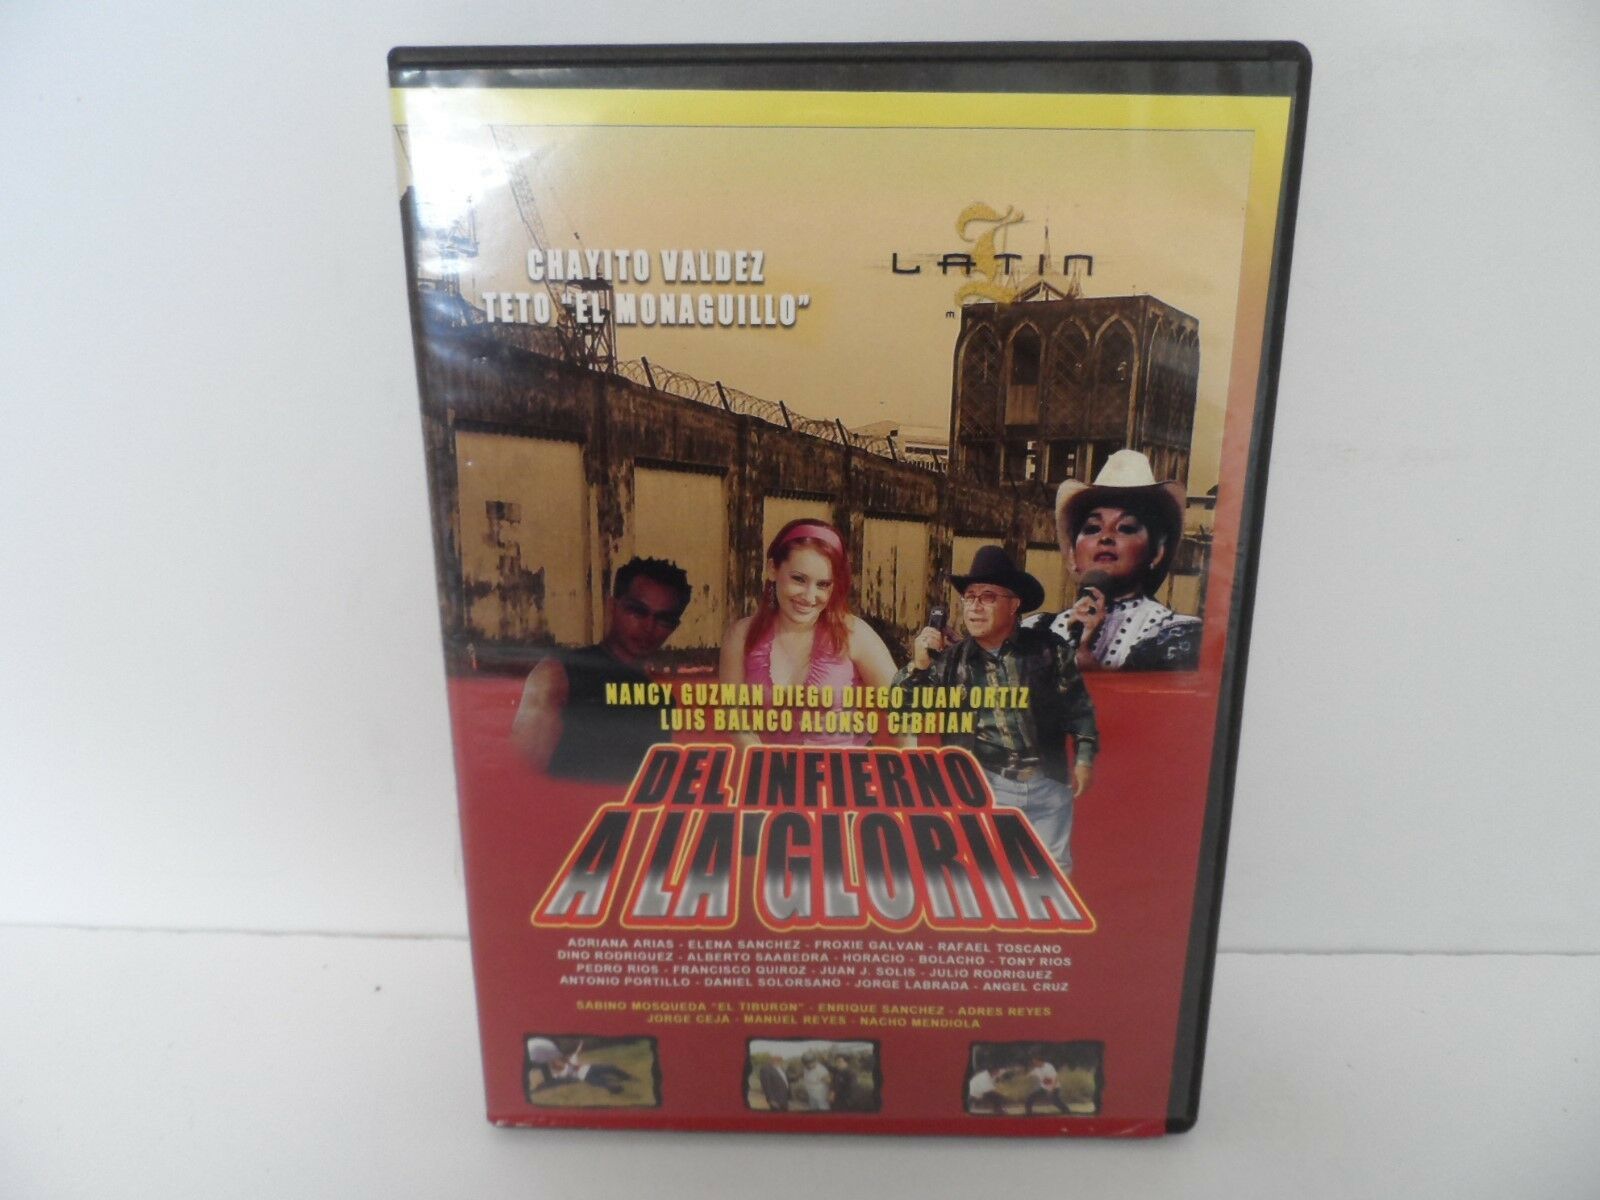 CHAYITO VALDEZ
TETO "EL MONAGUILLO"
LATIN
NANCY GUZMAN DIEGO DIEGO JUAN ORTIZ
LUIS BALNCO ALONSO CIBRIAN
DEL INFIERNO
A LA GLORIA
ADRIANA ARIAS - ELENA SANCHEZ - FROXIE GALVAN - RAFAEL TOSCANO
DINO RODRIGUEZ - ALBERTO SAABEDRA - HORACIO - BOLACHO - TONY RIOS
PEDRO RIOS - FRANCISCO QUIROZ - JUAN J. SOLIS - JULIO RODRIGUEZ
ANTONIO PORTILLO - DANIEL SOLORSANO - JORGE LABRADA - ANGEL CRUZ
SABINO MOSQUEDA "EL TIBURON" - ENRIQUE SANCHEZ - ADRES REYES
JORGE CEJA - MANUEL REYES - NACHO MENDIOLA